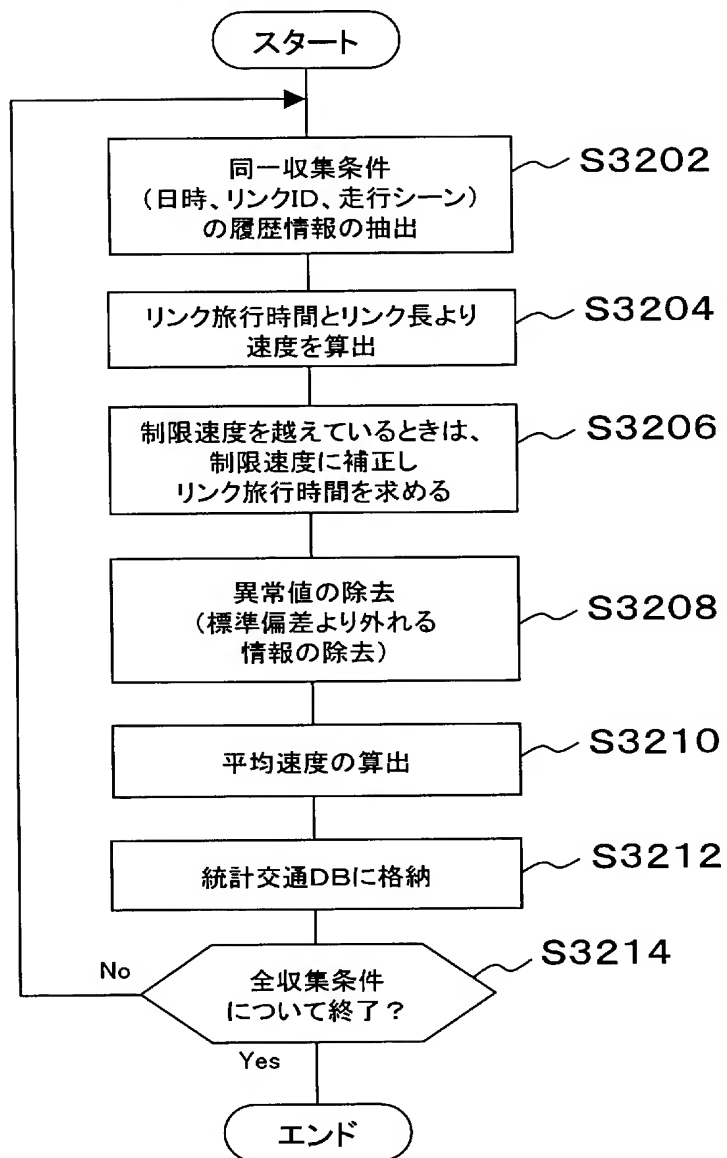 スタート
同一収集条件
(日時、リンクID、走行シーン)
の履歴情報の抽出
S3202
リンク旅行時間とリンク長より
速度を算出
S3204
制限速度を越えているときは、
制限速度に補正し
リンク旅行時間を求める
S3206
異常値の除去
(標準偏差より外れる
情報の除去)
S3208
平均速度の算出
S3210
統計交通DBに格納
S3212
全収集条件
について終了?
S3214
No
Yes
エンド